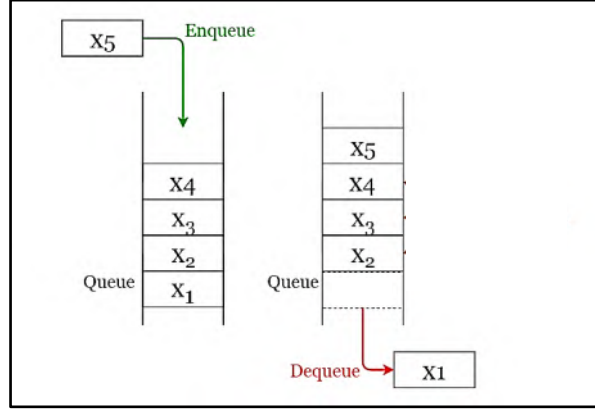 X5 Enqueue
X4
X3
X2
Queue X1
X5
X4
X3
X2
Queue
Dequeue X1